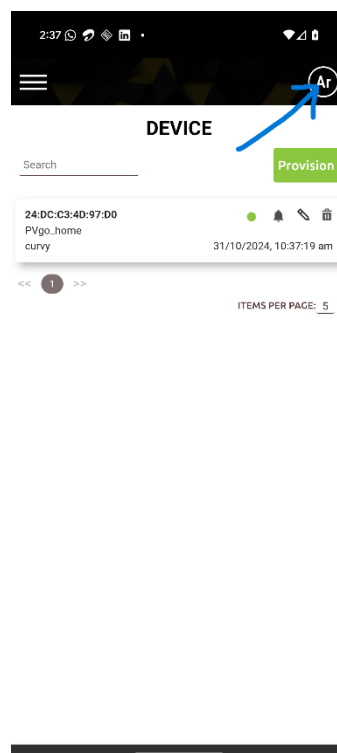 2:37
Ar
DEVICE
Search
Provision
24:DC:C3:4D:97:D0
PVgo_home
curvy
31/10/2024, 10:37:19 am
<< 1 >>
ITEMS PER PAGE: 5